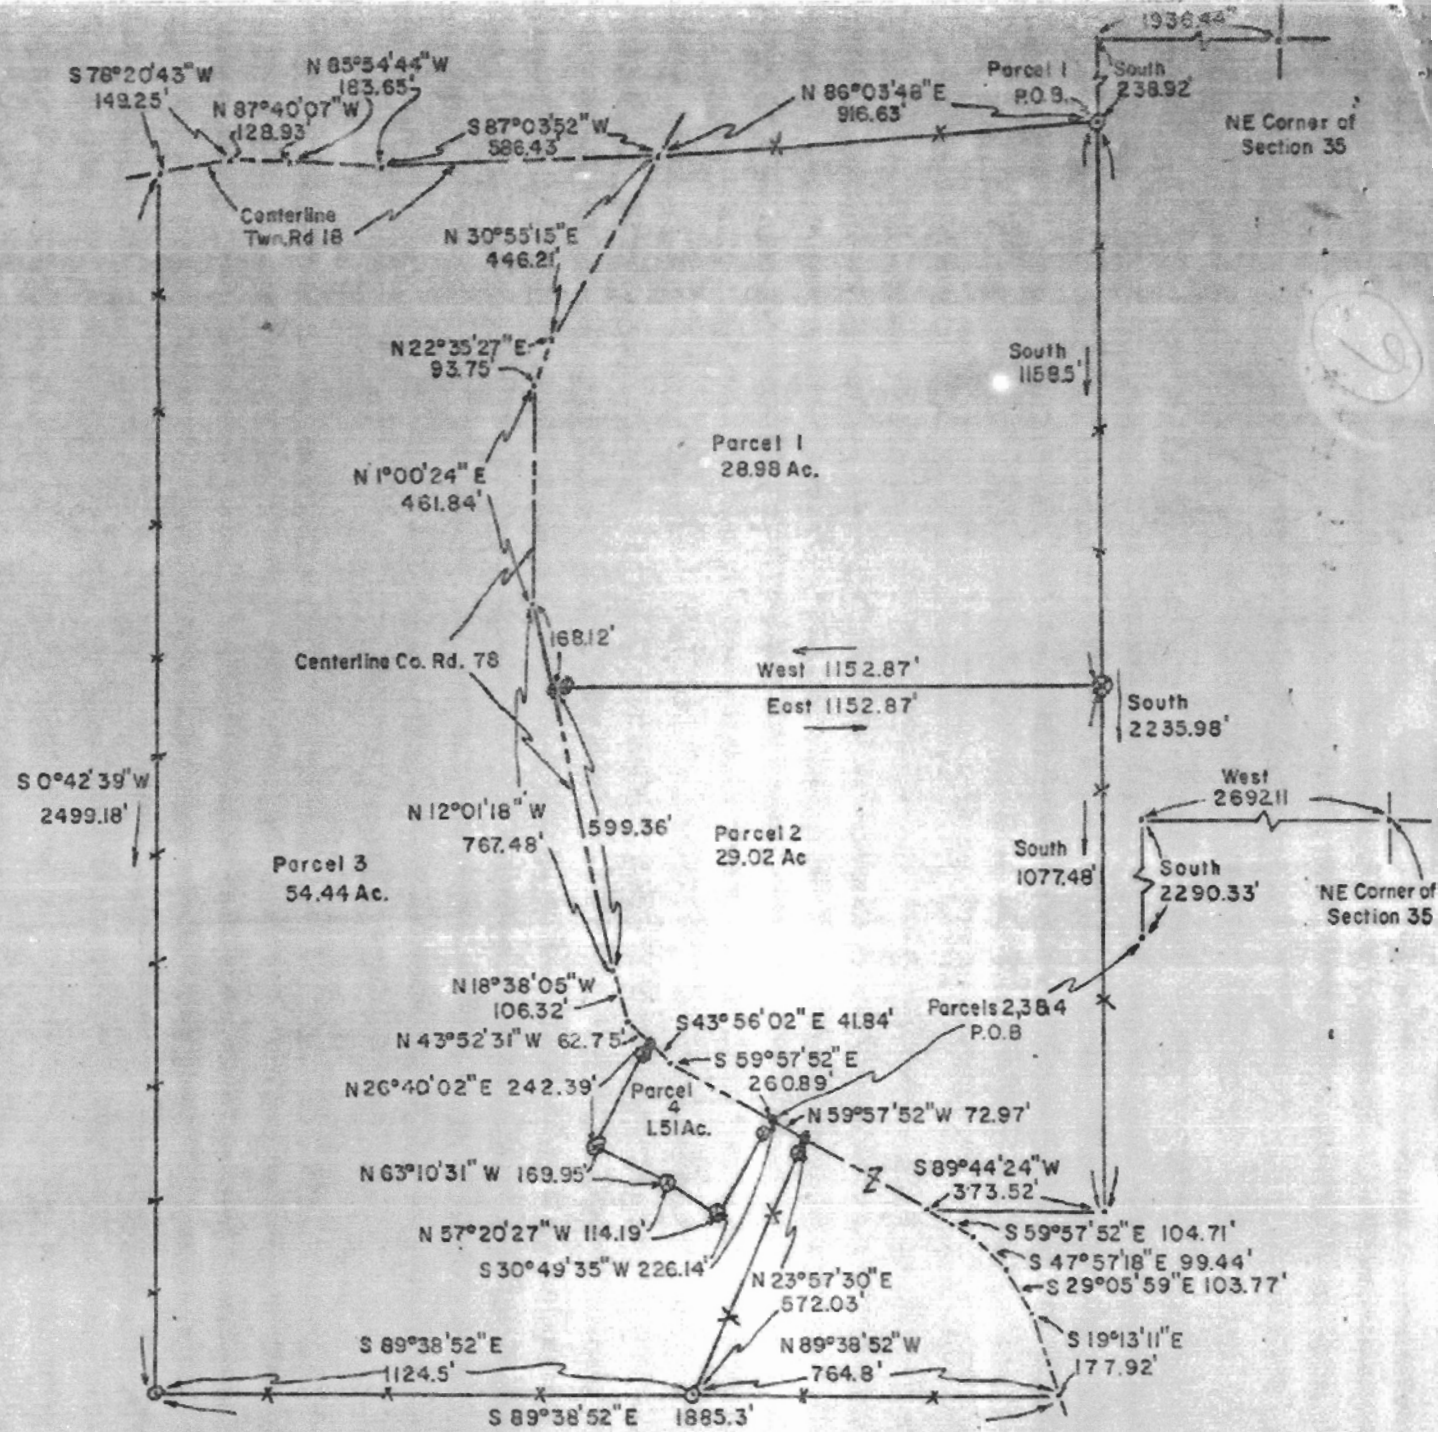 1936.44"
S 78°20'43" W
149.25'
N 87°40'07" W
128.93'
N 85°54'44" W
183.65'
S 87°03'52" W
586.43'
N 86°03'48" E
916.63'
Parcel 1
P.O.B.
South
238.92'
NE Corner of
Section 35
Centerline
Twn. Rd 18
N 30°55'15" E
446.21'
N 22°35'27" E
93.75'
South
1158.5'
Parcel 1
28.98 Ac.
N 1°00'24" E
461.84'
168.12'
Centerline Co. Rd. 78
West 1152.87'
East 1152.87'
South
2235.98'
S 0°42'39" W
2499.18'
West
2692.11
N 12°01'18" W
767.48'
599.36'
Parcel 2
29.02 Ac
South
1077.48'
South
2290.33'
NE Corner of
Section 35
Parcel 3
54.44 Ac.
N 18°38'05" W
106.32'
Parcels 2,3&4
P.O.B
N 43°52'31" W 62.75'
S 43°56'02" E 41.84'
S 59°57'52" E
260.89'
N 26°40'02" E 242.39'
Parcel
4
1.51 Ac.
N 59°57'52" W 72.97'
N 63°10'31" W 169.95'
S 89°44'24" W
373.52'
N 57°20'27" W 114.19'
S 59°57'52" E 104.71'
S 30°49'35" W 226.14'
S 47°57'18" E 99.44'
N 23°57'30" E
572.03'
S 29°05'59" E 103.77'
S 89°38'52" E
1124.5'
N 89°38'52" W
764.8'
S 19°13'11" E
177.92'
S 89°38'52" E 1885.3'